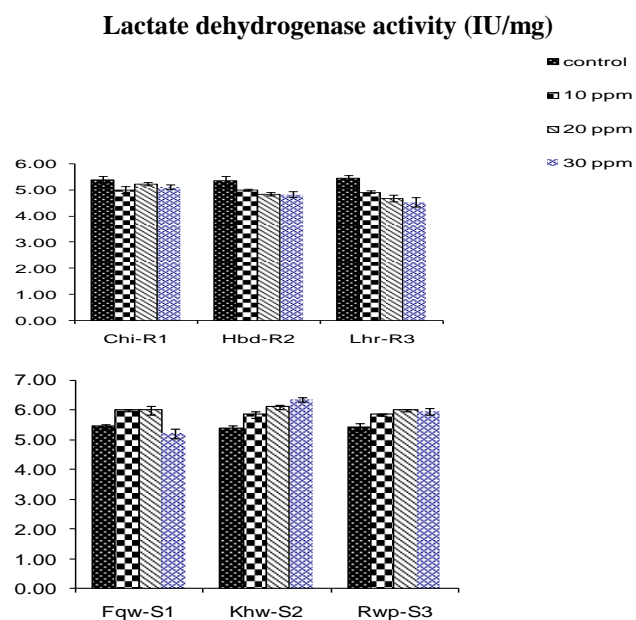 Lactate dehydrogenase activity (IU/mg)
control
10 ppm
20 ppm
30 ppm
6.00
5.00
4.00
3.00
2.00
1.00
0.00
Chi-R1 Hbd-R2 Lhr-R3
7.00
6.00
5.00
4.00
3.00
2.00
1.00
0.00
Fqw-S1 Khw-S2 Rwp-S3